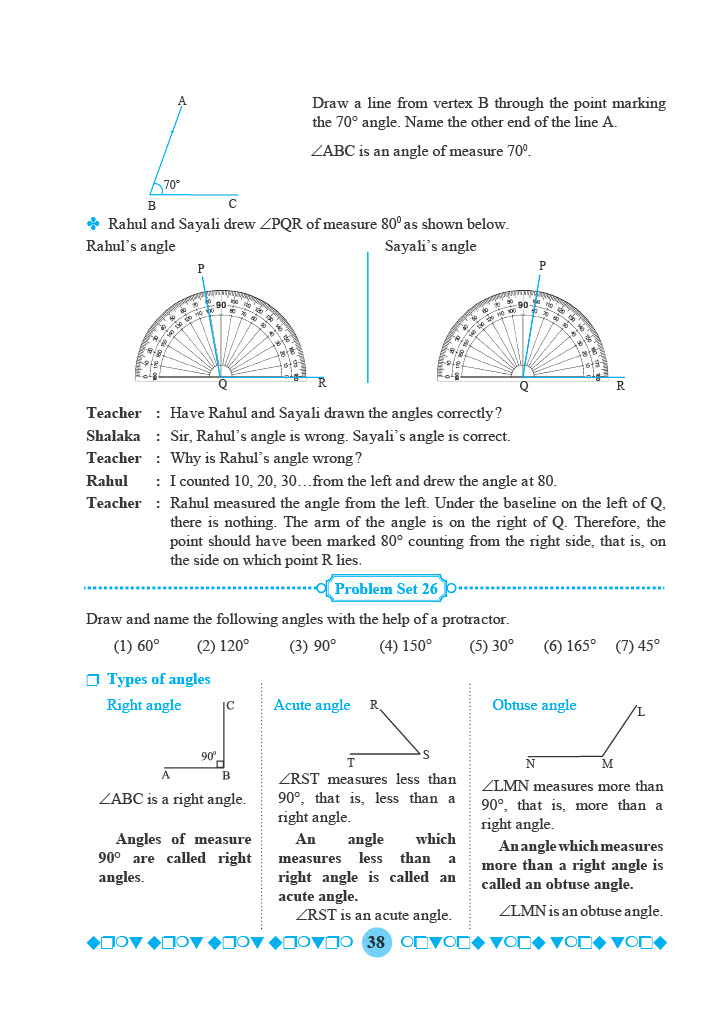 A
70°
B
C
Draw a line from vertex B through the point marking
the 70° angle. Name the other end of the line A.
∠ABC is an angle of measure 70⁰.
✤ Rahul and Sayali drew ∠PQR of measure 80⁰ as shown below.
Rahul's angle
Sayali's angle
P
90
Q
R
P
90
Q
R
Teacher : Have Rahul and Sayali drawn the angles correctly?
Shalaka : Sir, Rahul's angle is wrong. Sayali's angle is correct.
Teacher : Why is Rahul's angle wrong?
Rahul : I counted 10, 20, 30...from the left and drew the angle at 80.
Teacher : Rahul measured the angle from the left. Under the baseline on the left of Q,
there is nothing. The arm of the angle is on the right of Q. Therefore, the
point should have been marked 80° counting from the right side, that is, on
the side on which point R lies.
Problem Set 26
Draw and name the following angles with the help of a protractor.
(1) 60° (2) 120° (3) 90° (4) 150° (5) 30° (6) 165° (7) 45°
❒ Types of angles
Right angle
C
90⁰
A
B
∠ABC is a right angle.
Angles of measure
90° are called right
angles.
Acute angle
R
T
S
∠RST measures less than
90°, that is, less than a
right angle.
An angle which
measures less than a
right angle is called an
acute angle.
∠RST is an acute angle.
Obtuse angle
L
N
M
∠LMN measures more than
90°, that is, more than a
right angle.
An angle which measures
more than a right angle is
called an obtuse angle.
∠LMN is an obtuse angle.
38